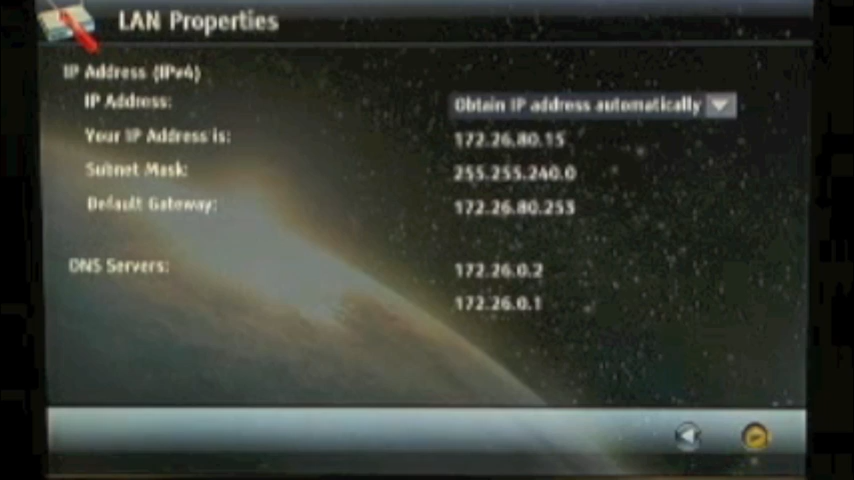 LAN Properties
IP Address (IPv4)
IP Address: Obtain IP address automatically
Your IP Address is: 172.26.80.15
Subnet Mask: 255.255.240.0
Default Gateway: 172.26.80.253
DNS Servers: 172.26.0.2
172.26.0.1